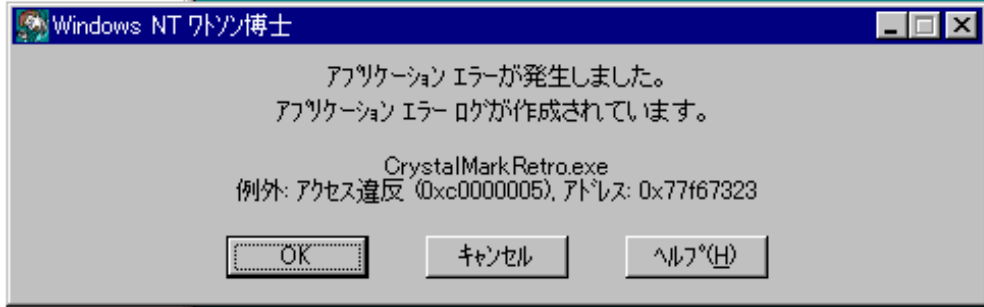 Windows NT ワトソン博士
アプリケーション エラーが発生しました。
アプリケーション エラー ログが作成されています。
CrystalMarkRetro.exe
例外: アクセス違反 (0xc0000005), アドレス: 0x77f67323
OK
キャンセル
ヘルプ(H)